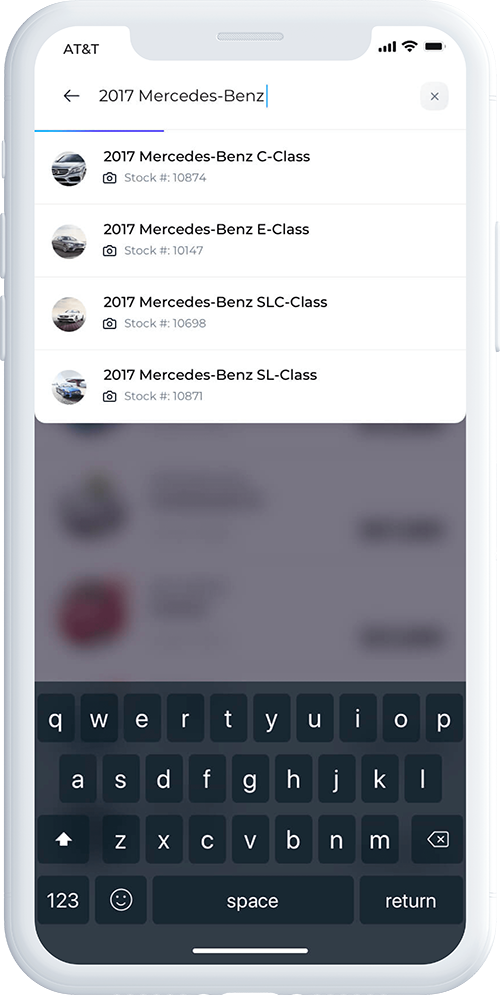 AT&T
2017 Mercedes-Benz
2017 Mercedes-Benz C-Class
Stock #: 10874
2017 Mercedes-Benz E-Class
Stock #: 10147
2017 Mercedes-Benz SLC-Class
Stock #: 10698
2017 Mercedes-Benz SL-Class
Stock #: 10871
q w e r t y u i o p
a s d f g h j k l
z x c v b n m
123 space return